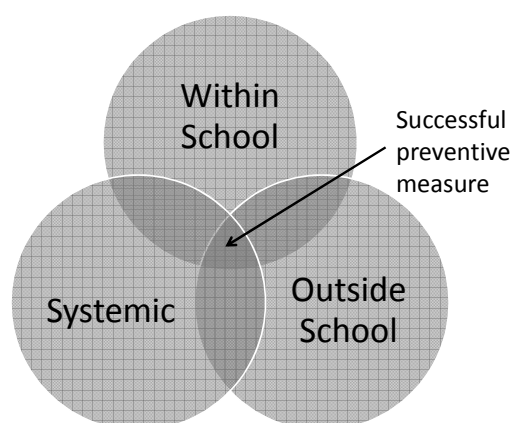 Within
School
Successful
preventive
measure
Systemic
Outside
School